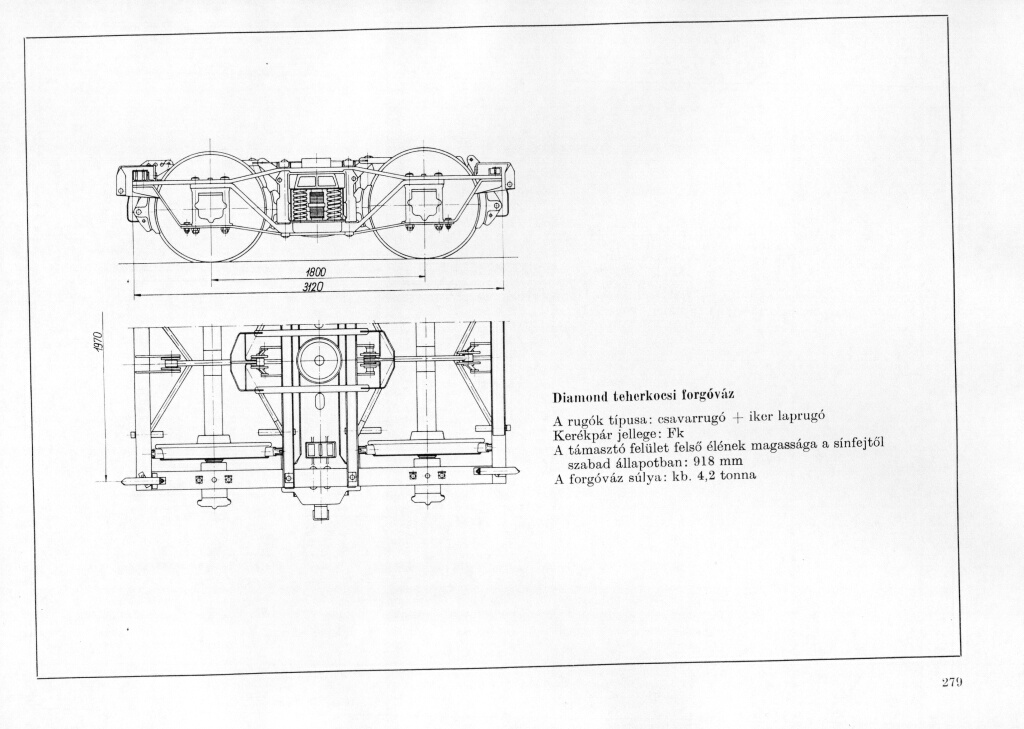 1800
3120
1970
Diamond teherkocsi forgóváz
A rugók típusa: csavarrugó + iker laprugó
Kerékpár jellege: Fk
A támasztó felület felső élének magassága a sínfejtől
szabad állapotban: 918 mm
A forgóváz súlya: kb. 4,2 tonna
279